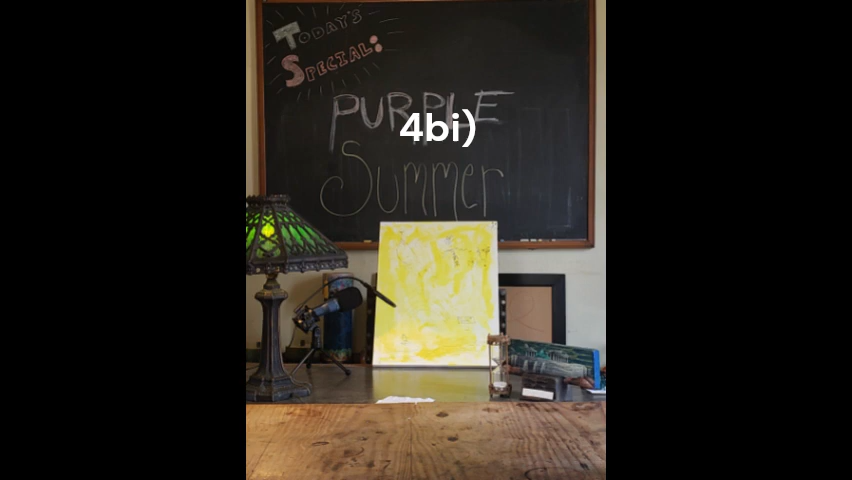 TODAY'S
SPECIAL:
PURPLE
4bi)
Summer